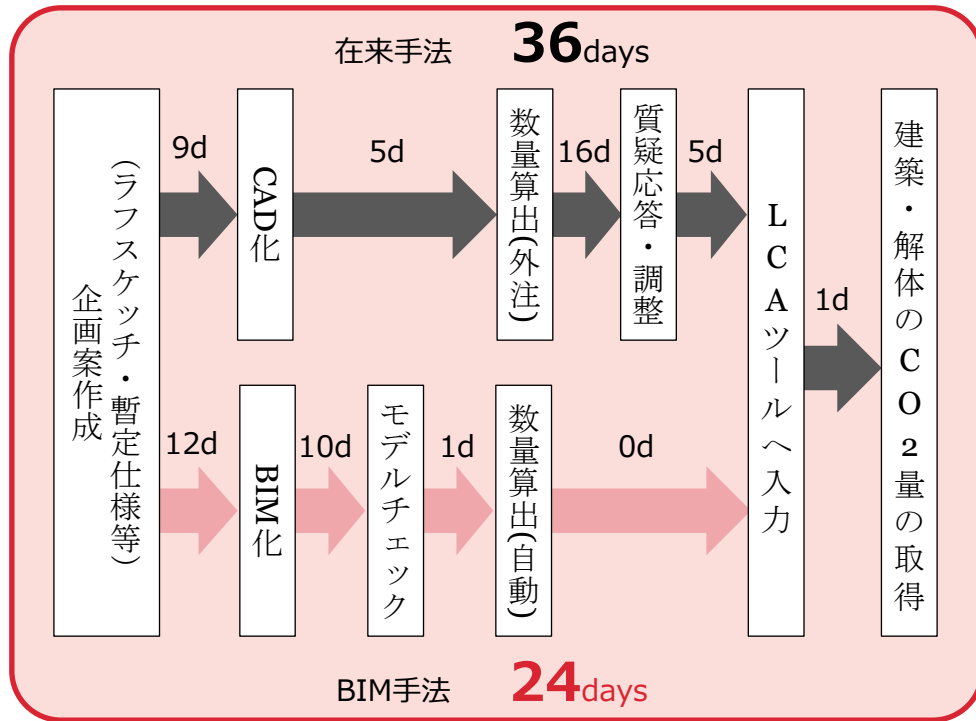 在来手法 36days
企画案作成
(ラフスケッチ・暫定仕様等)
9d
CAD化
5d
数量算出(外注)
16d
質疑応答・調整
5d
LCAツールへ入力
1d
建築・解体のCO2量の取得
12d
BIM化
10d
モデルチェック
1d
数量算出(自動)
0d
BIM手法 24days